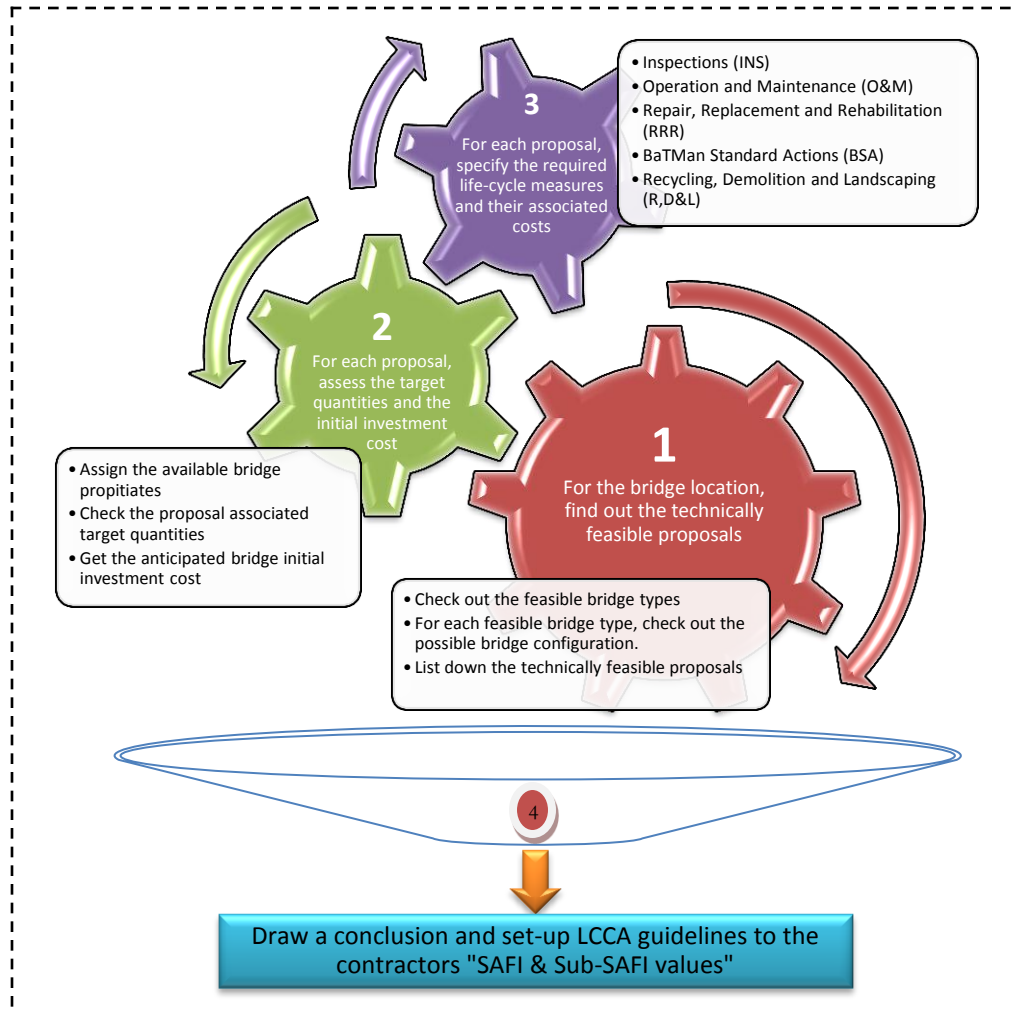 3
For each proposal,
specify the required
life-cycle measures
and their associated
costs
• Inspections (INS)
• Operation and Maintenance (O&M)
• Repair, Replacement and Rehabilitation
(RRR)
• BaTMan Standard Actions (BSA)
• Recycling, Demolition and Landscaping
(R,D&L)
2
For each proposal,
assess the target
quantities and the
initial investment
cost
• Assign the available bridge
propitiates
• Check the proposal associated
target quantities
• Get the anticipated bridge initial
investment cost
1
For the bridge location,
find out the technically
feasible proposals
• Check out the feasible bridge types
• For each feasible bridge type, check out the
possible bridge configuration.
• List down the technically feasible proposals
4
Draw a conclusion and set-up LCCA guidelines to the
contractors "SAFI & Sub-SAFI values"